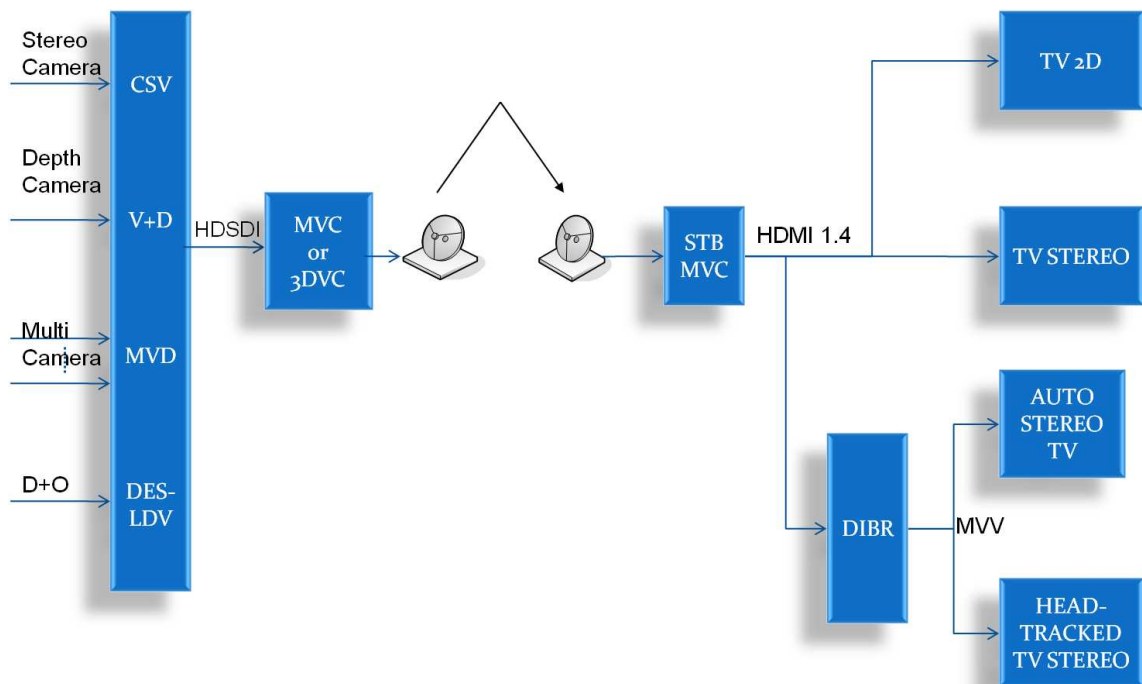 Stereo
Camera
CSV
Depth
Camera
V+D
Multi
Camera
MVD
D+O
DES-
LDV
HDSDI
MVC
or
3DVC
STB
MVC
HDMI 1.4
TV 2D
TV STEREO
DIBR
MVV
AUTO
STEREO
TV
HEAD-
TRACKED
TV STEREO